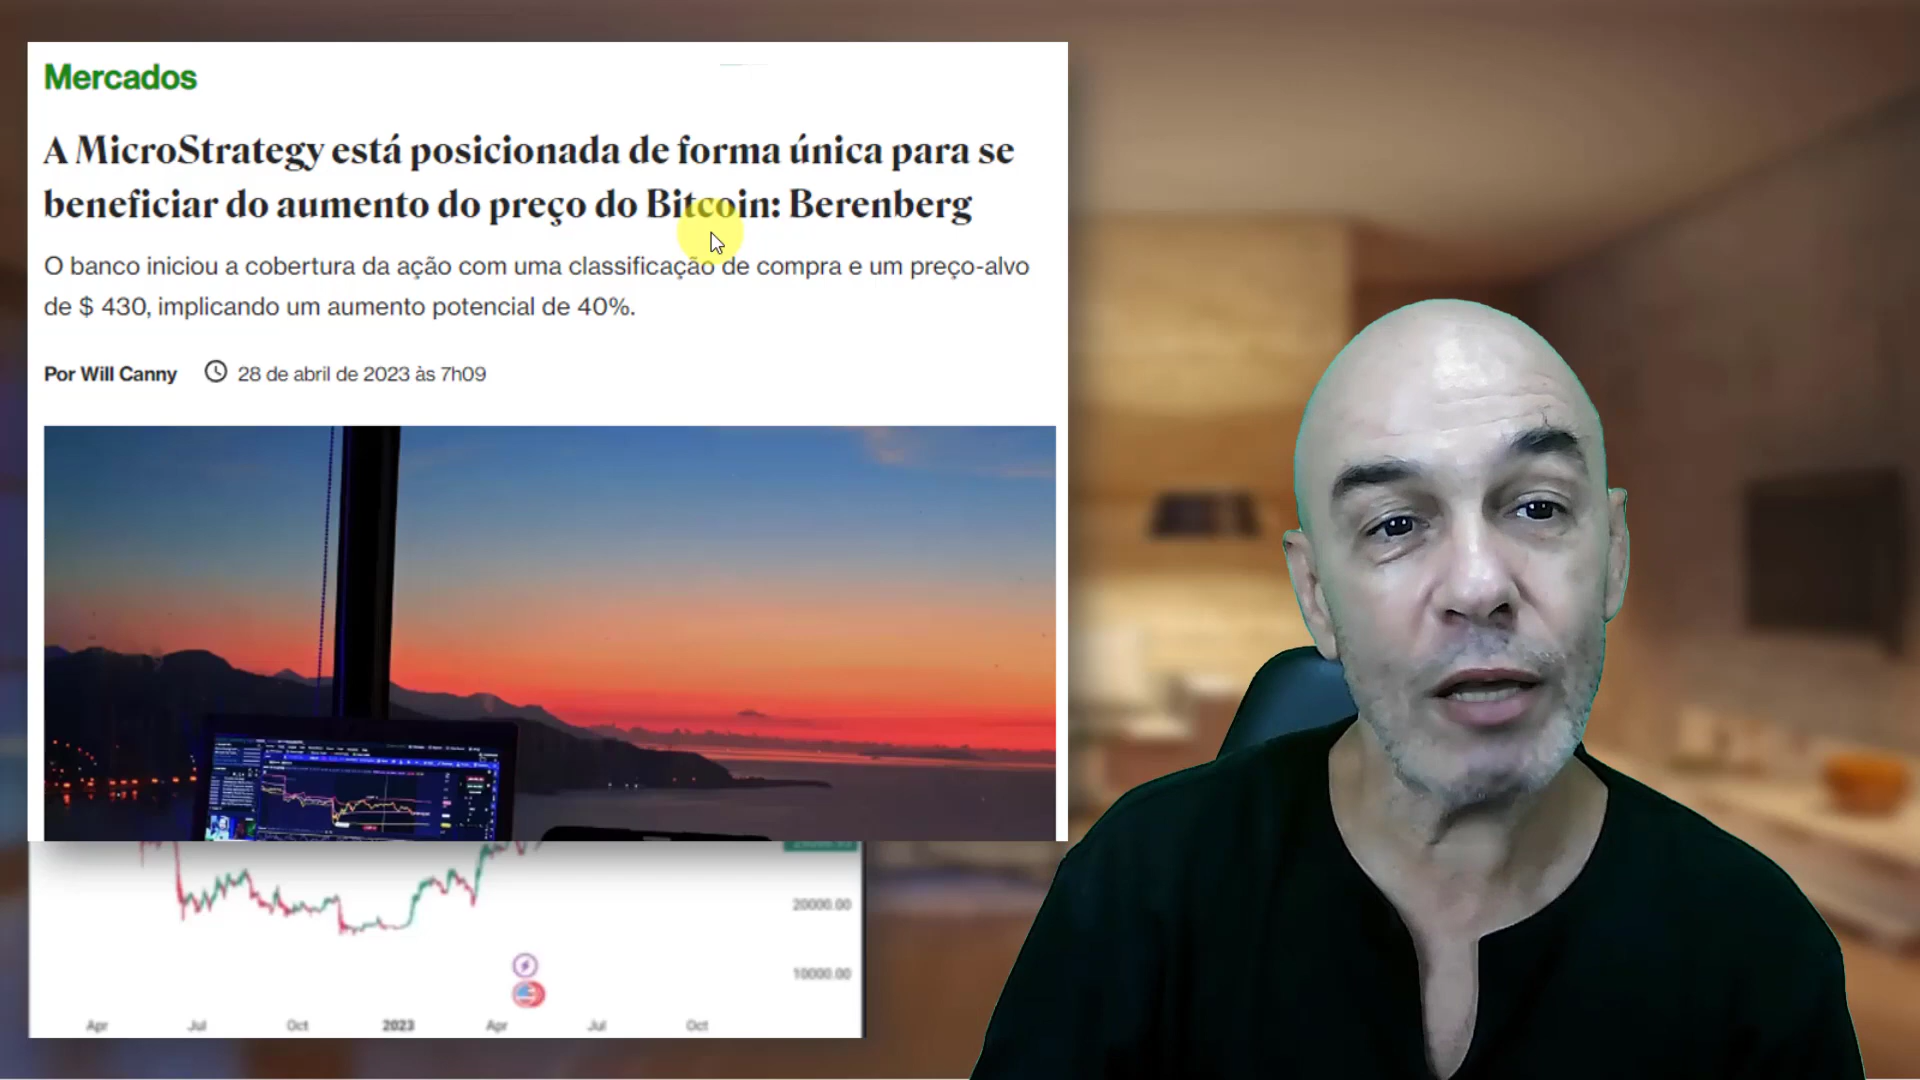 Mercados
A MicroStrategy está posicionada de forma única para se
beneficiar do aumento do preço do Bitcoin: Berenberg
O banco iniciou a cobertura da ação com uma classificação de compra e um preço-alvo
de $ 430, implicando um aumento potencial de 40%.
Por Will Canny 28 de abril de 2023 às 7h09
20000.00
10000.00
Apr Jul Oct 2023 Apr Jul Oct